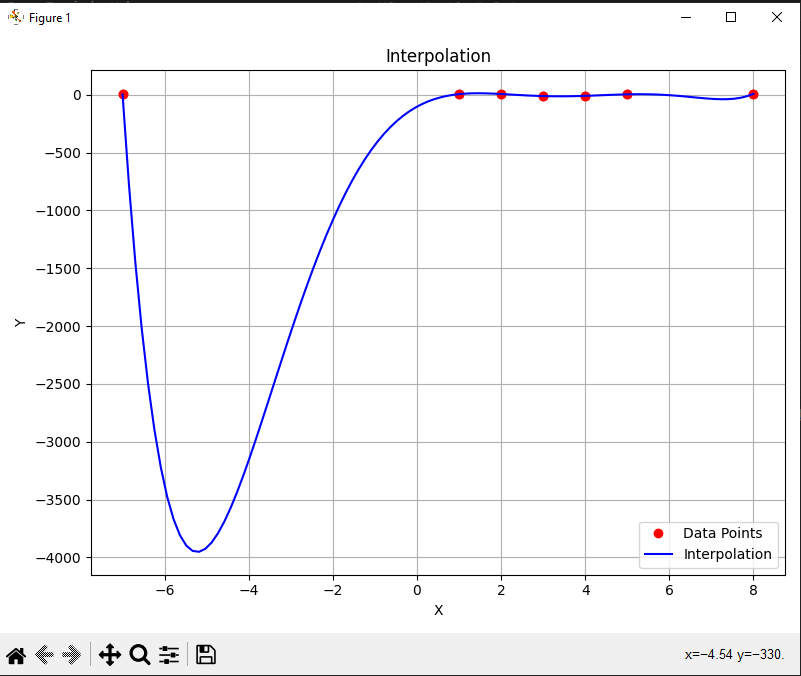 Figure 1
Interpolation
0
−500
−1000
−1500
−2000
−2500
−3000
−3500
−4000
Y
Data Points
Interpolation
−6 −4 −2 0 2 4 6 8
X
x=−4.54 y=−330.